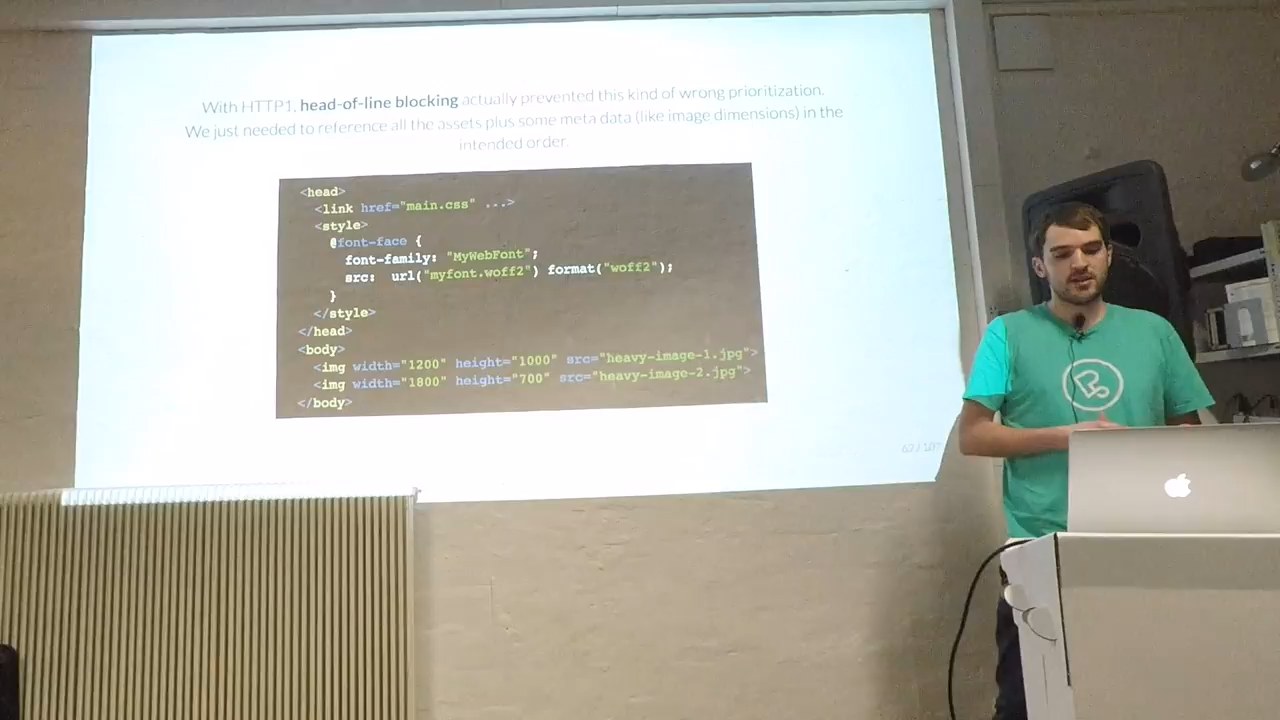 With HTTP1, head-of-line blocking actually prevented this kind of wrong prioritization.
We just needed to reference all the assets plus some meta data (like image dimensions) in the
intended order.
<head>
<link href="main.css" ...>
<style>
@font-face {
font-family: "MyWebFont";
src: url("myfont.woff2") format("woff2");
}
</style>
</head>
<body>
<img width="1200" height="1000" src="heavy-image-1.jpg">
<img width="1800" height="700" src="heavy-image-2.jpg">
</body>
62 / 107